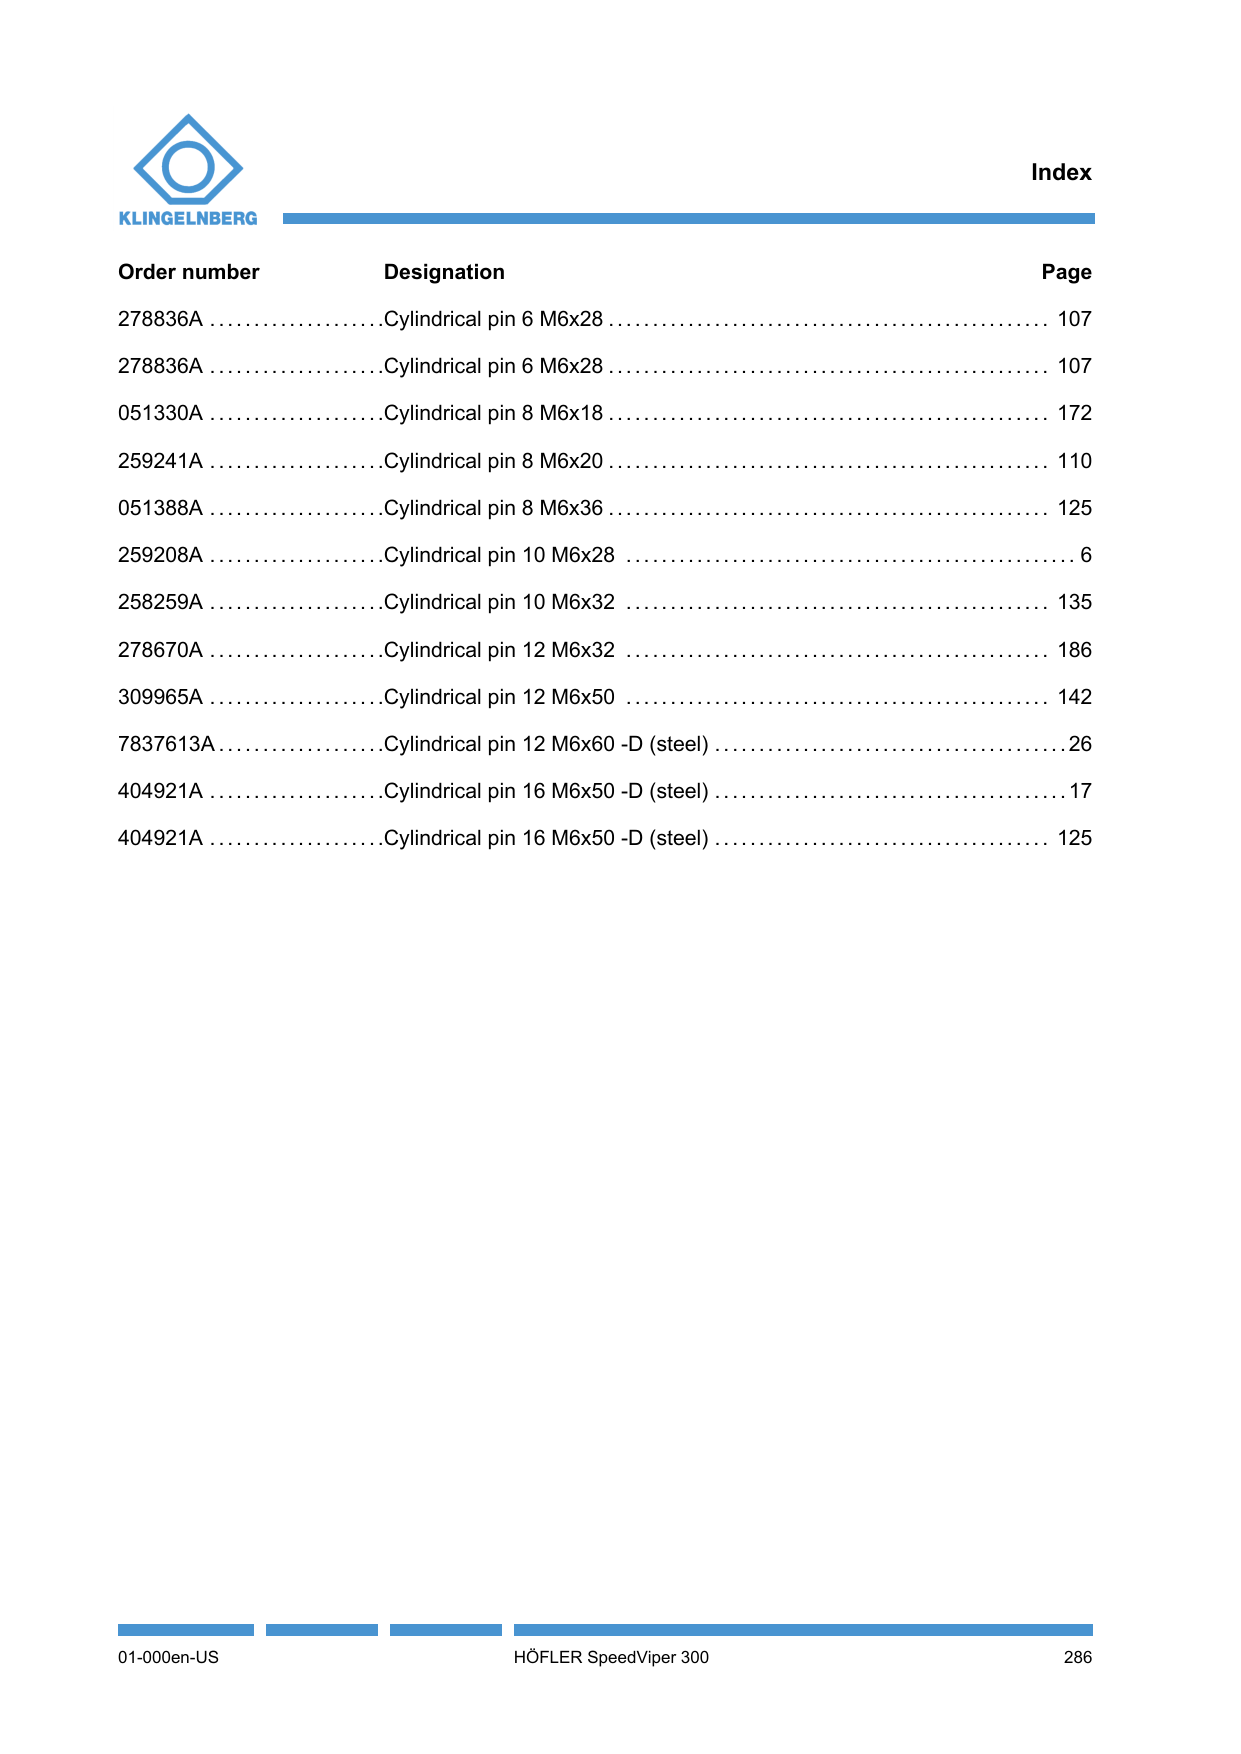 KLINGELNBERG
Index
Order number Designation Page
278836A ....................Cylindrical pin 6 M6x28 .................................................. 107
278836A ....................Cylindrical pin 6 M6x28 .................................................. 107
051330A ....................Cylindrical pin 8 M6x18 .................................................. 172
259241A ....................Cylindrical pin 8 M6x20 .................................................. 110
051388A ....................Cylindrical pin 8 M6x36 .................................................. 125
259208A ....................Cylindrical pin 10 M6x28 ................................................... 6
258259A ....................Cylindrical pin 10 M6x32 ................................................ 135
278670A ....................Cylindrical pin 12 M6x32 ................................................ 186
309965A ....................Cylindrical pin 12 M6x50 ................................................ 142
7837613A...................Cylindrical pin 12 M6x60 -D (steel) ........................................26
404921A ....................Cylindrical pin 16 M6x50 -D (steel) ........................................17
404921A ....................Cylindrical pin 16 M6x50 -D (steel) ...................................... 125
01-000en-US HÖFLER SpeedViper 300 286